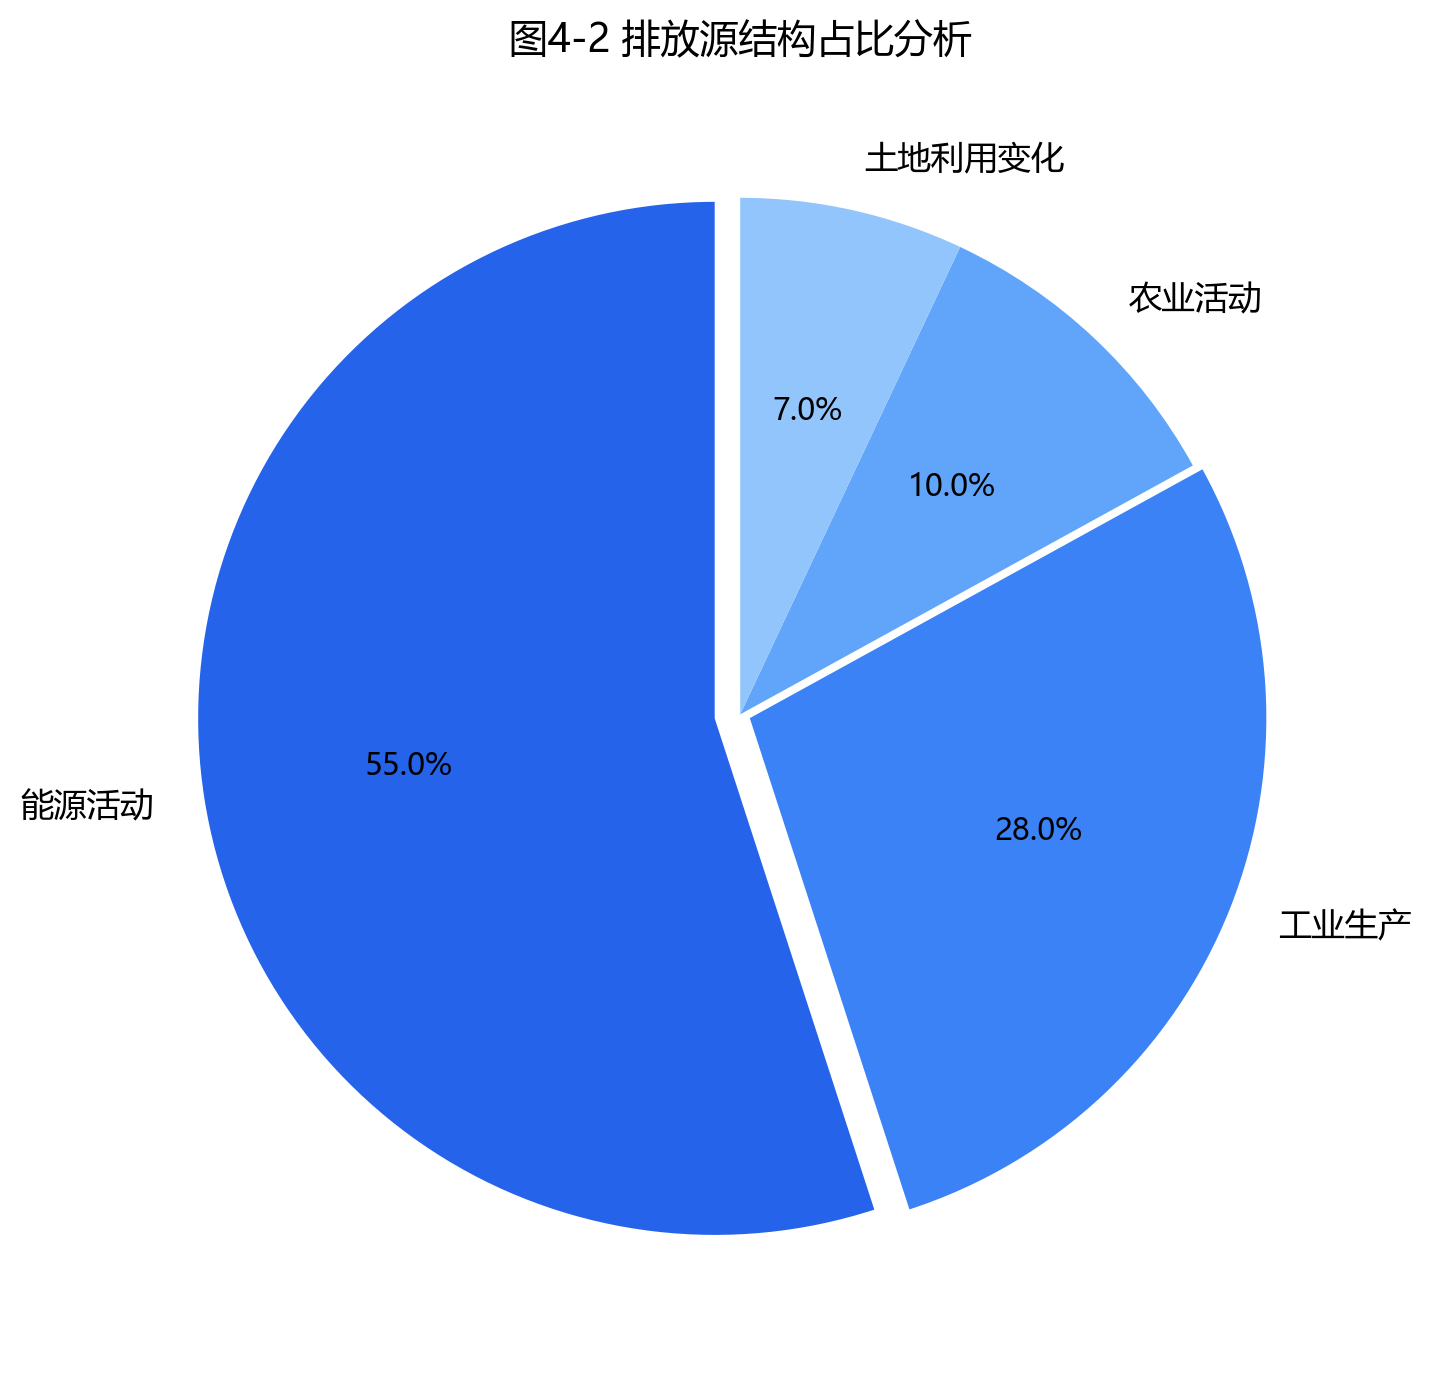 图4-2 排放源结构占比分析
土地利用变化
农业活动
7.0%
10.0%
55.0%
能源活动
28.0%
工业生产